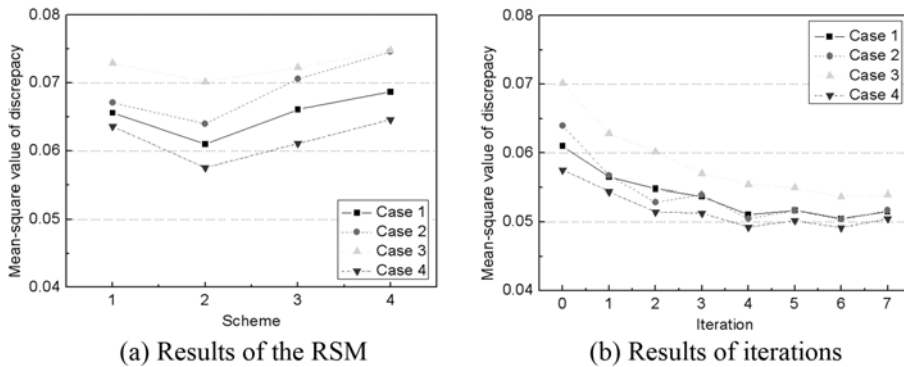 0.08
0.07
0.06
0.05
0.04
Mean-square value of discrepacy
1 2 3 4
Scheme
Case 1
Case 2
Case 3
Case 4
(a) Results of the RSM
0.08
0.07
0.06
0.05
0.04
Mean-square value of discrepacy
0 1 2 3 4 5 6 7
Iteration
Case 1
Case 2
Case 3
Case 4
(b) Results of iterations